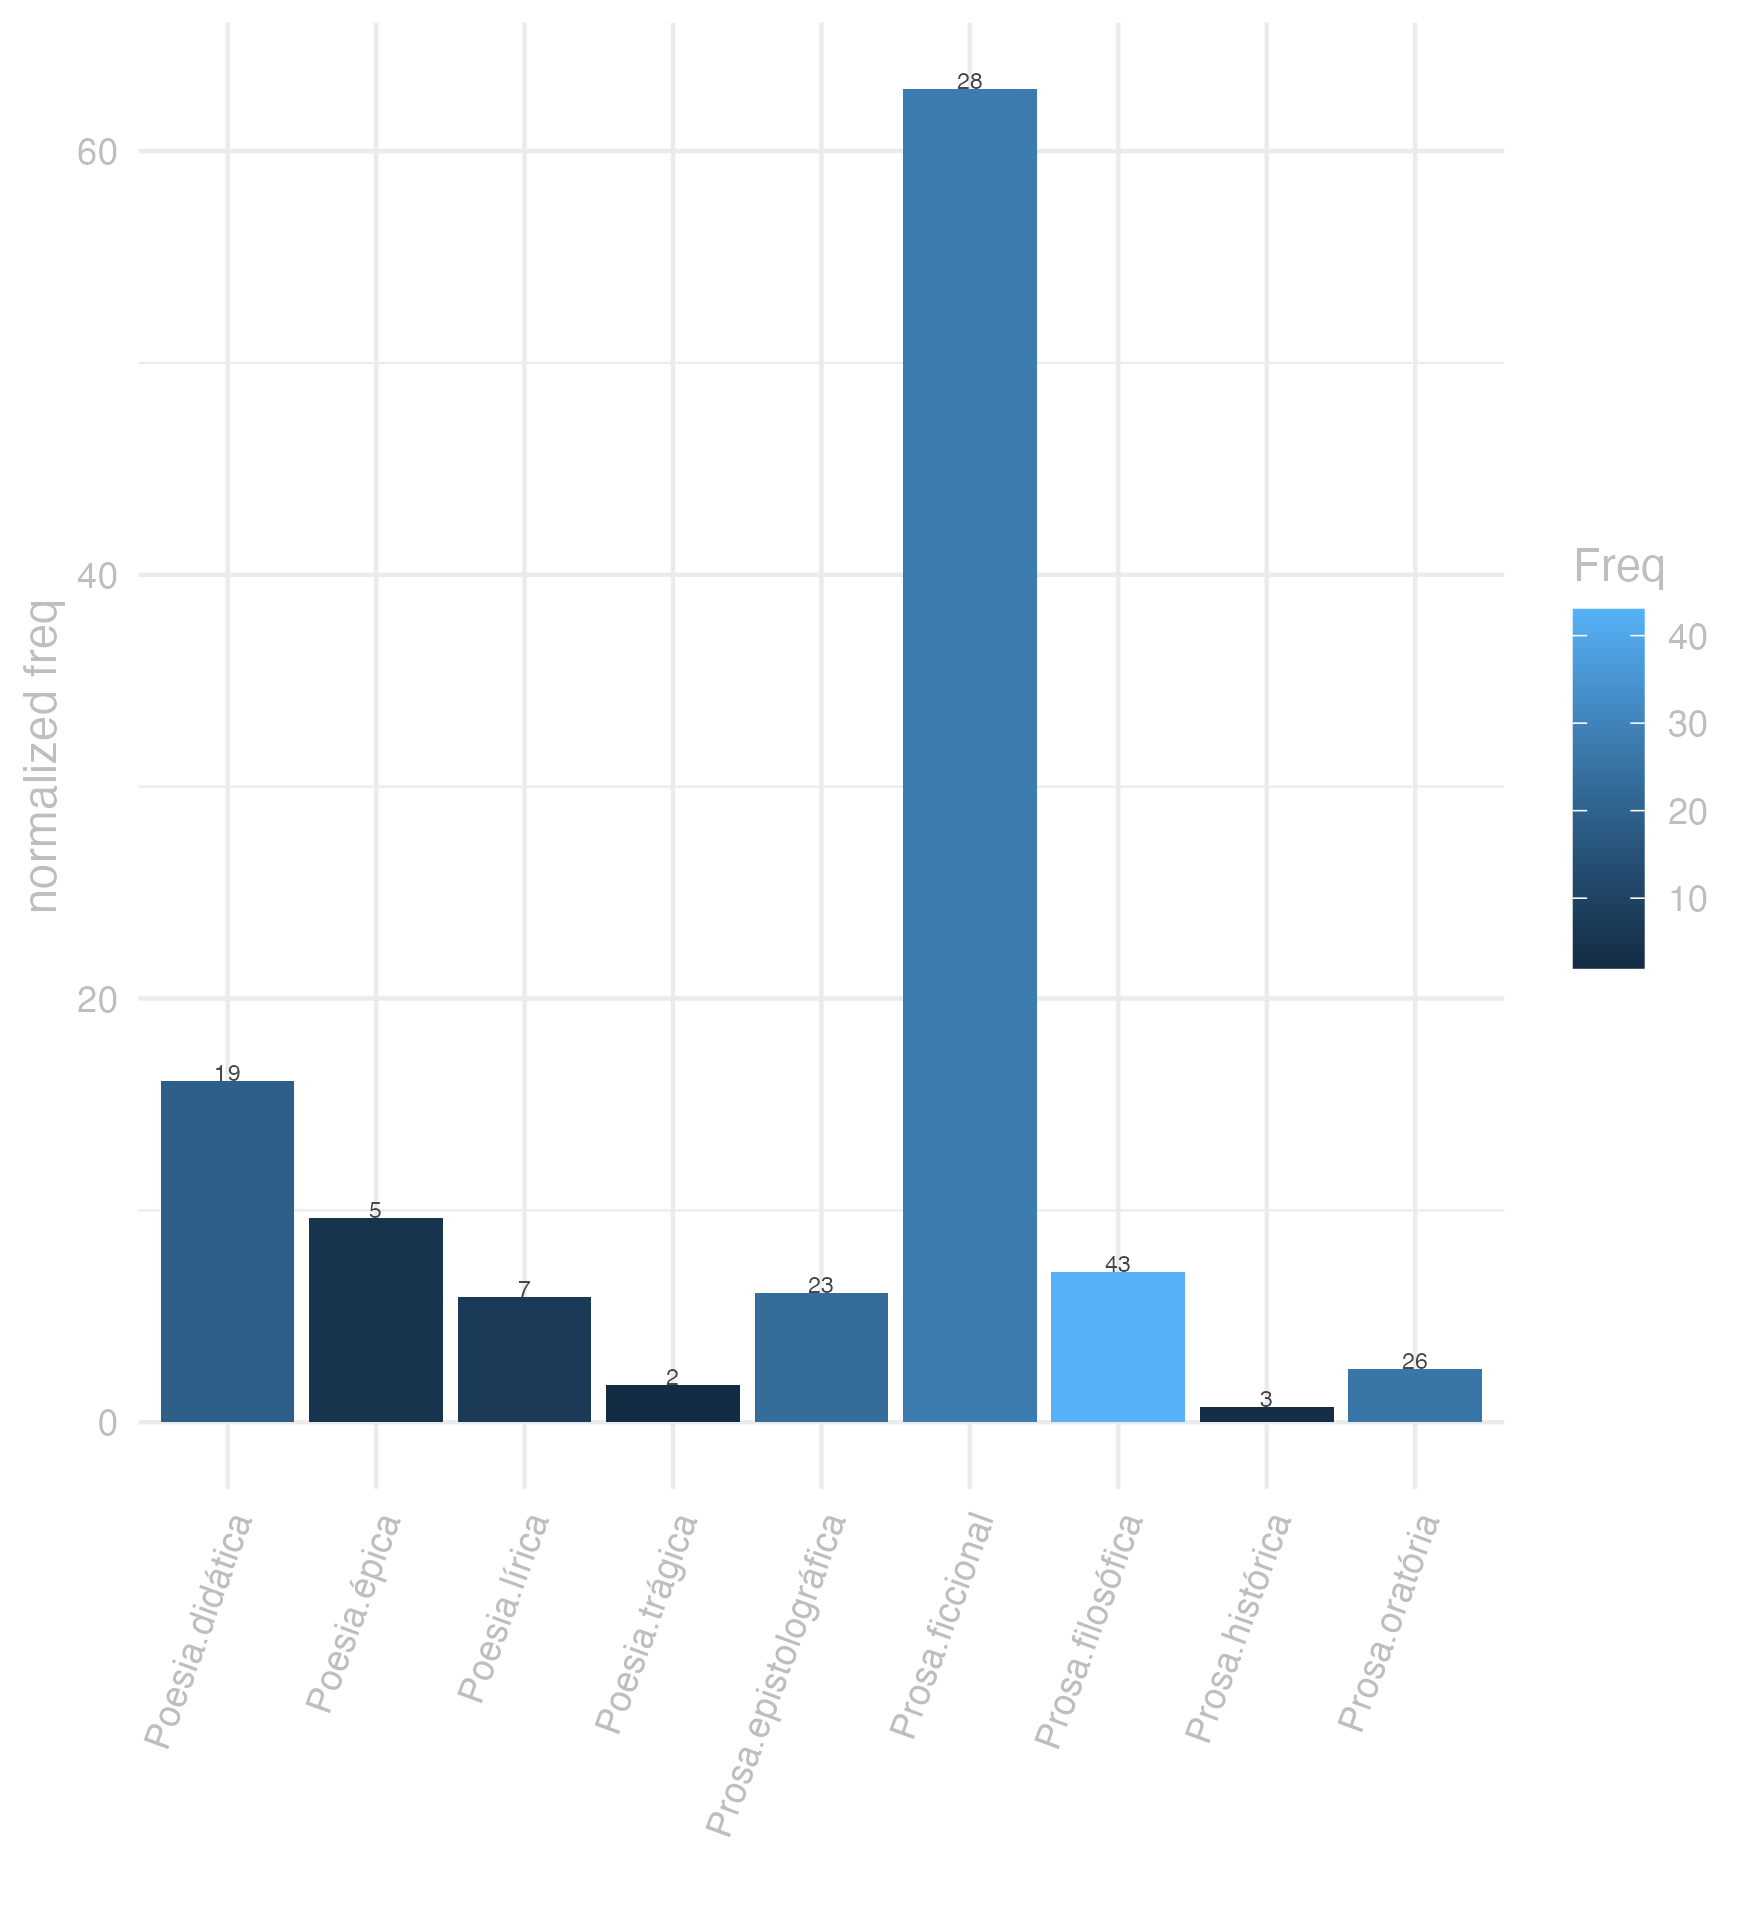 normalized freq
60
40
20
0
28
19
5
7
2
23
43
3
26
Poesia.didática
Poesia.épica
Poesia.lírica
Poesia.trágica
Prosa.epistolográfica
Prosa.ficcional
Prosa.filosófica
Prosa.histórica
Prosa.oratória
Freq
40
30
20
10